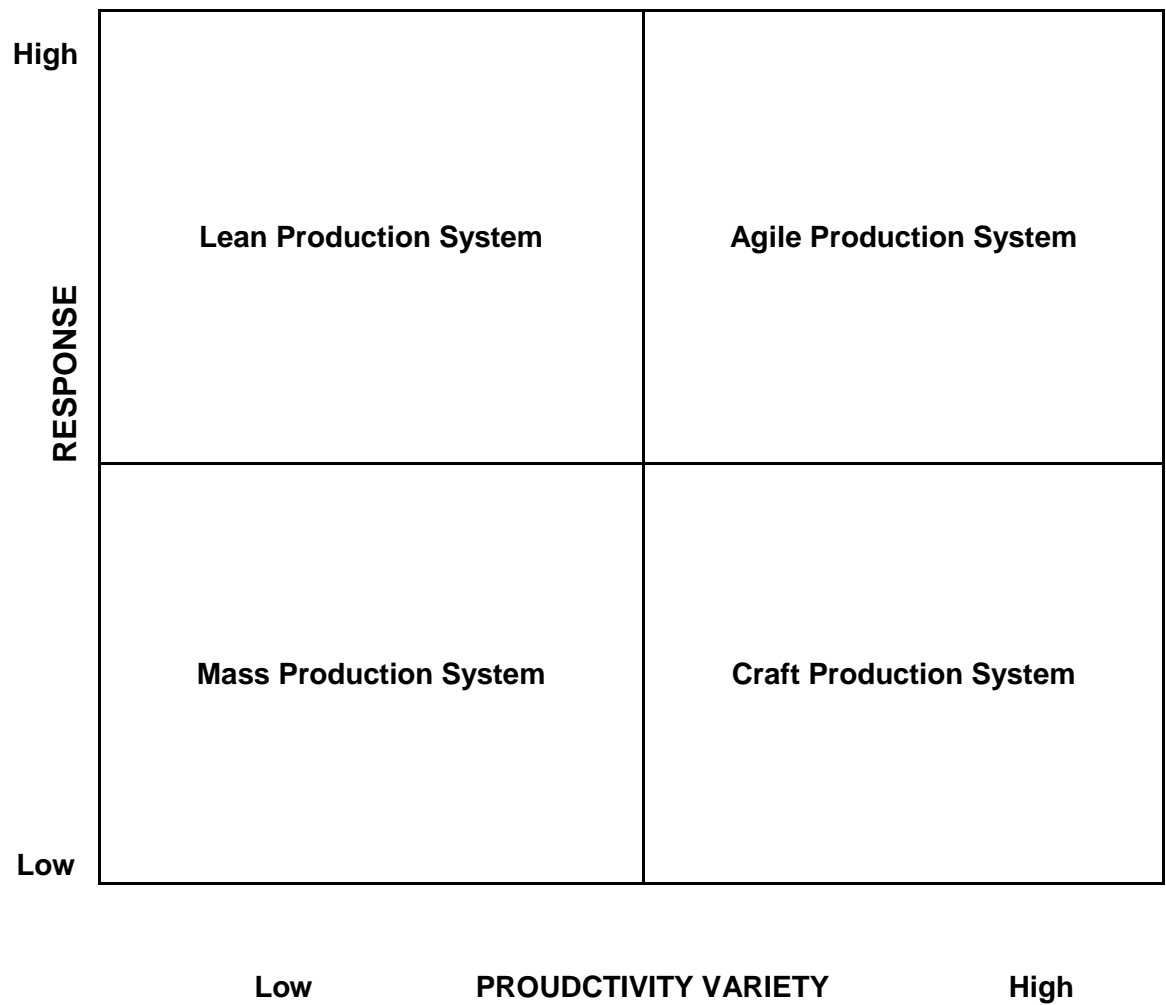 High
Lean Production System
Agile Production System
RESPONSE
Mass Production System
Craft Production System
Low
Low
PROUDCTIVITY VARIETY
High